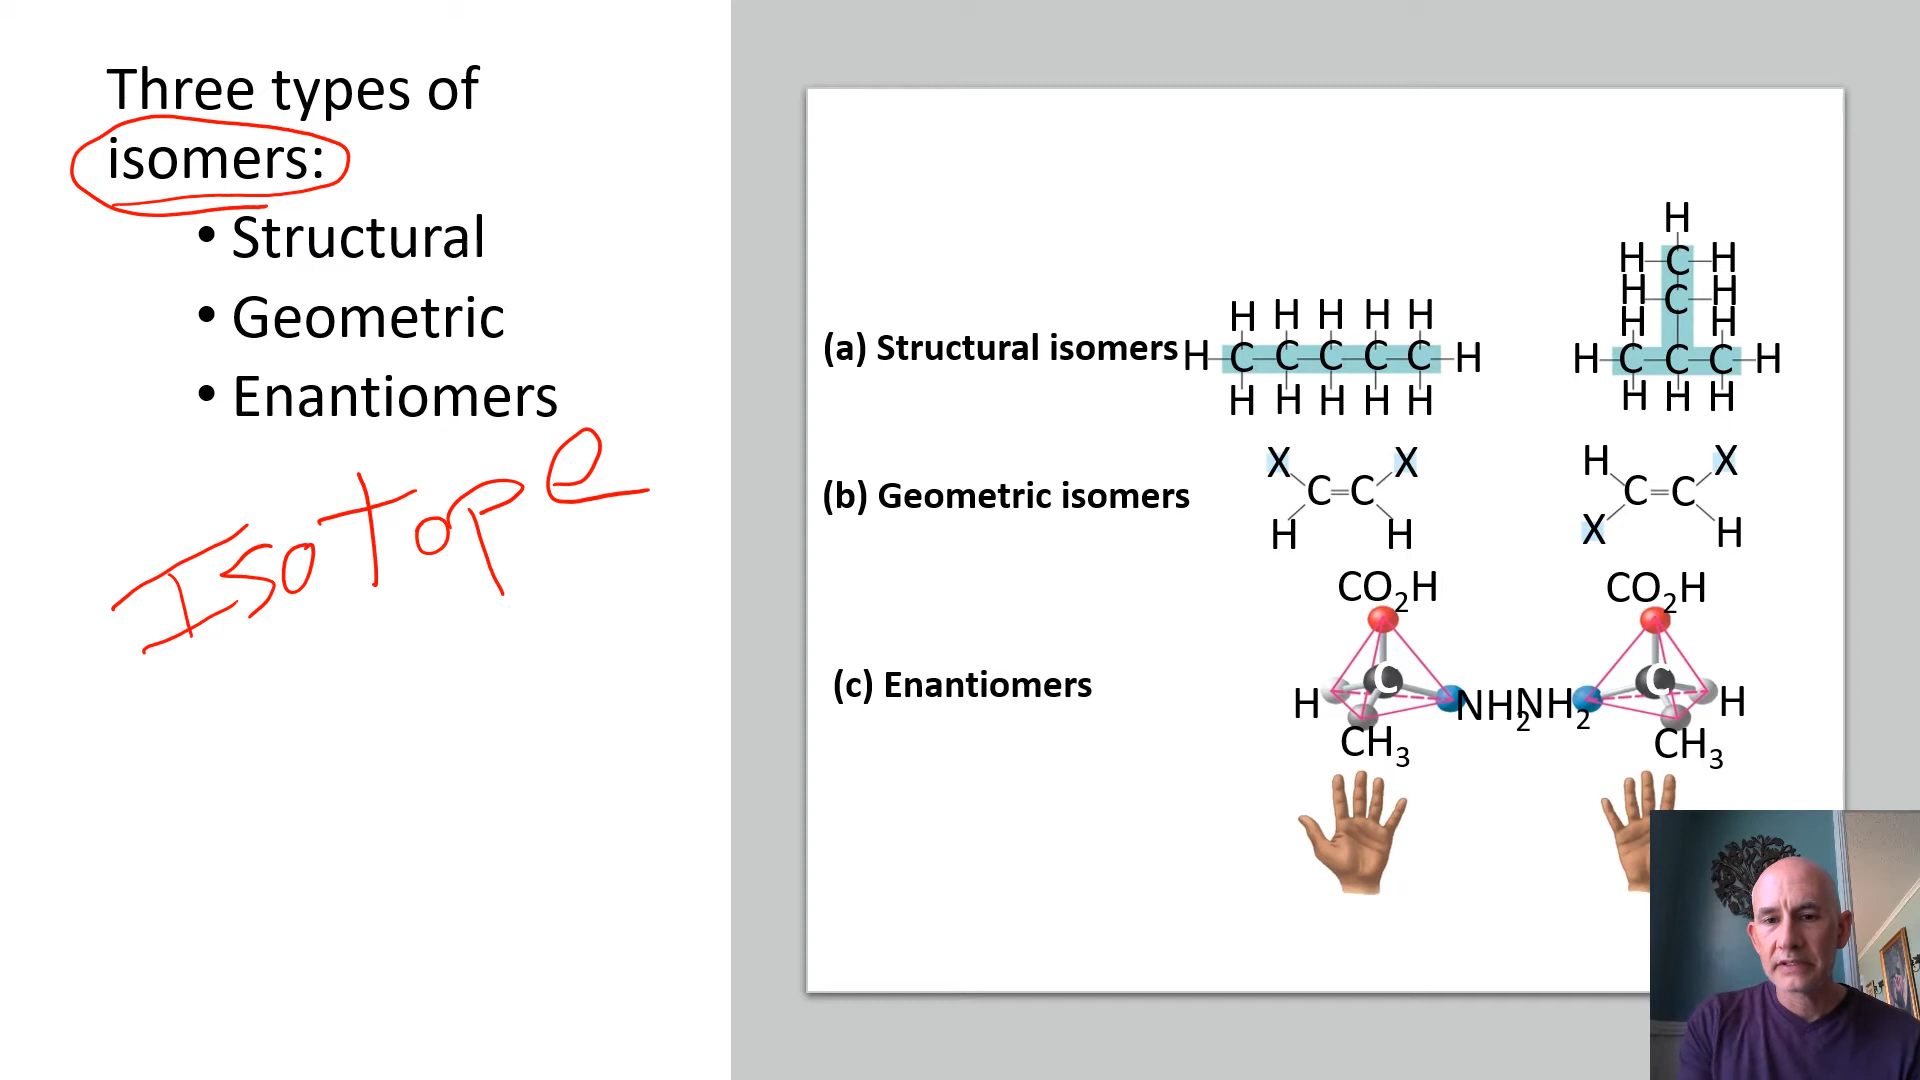 Three types of
isomers:
• Structural
• Geometric
• Enantiomers
Isotope
(a) Structural isomers
H H H H H
H C C C C C H
H H H H H
H
H C H
H C H
H H
H C C C H
H H H
(b) Geometric isomers
X X
C=C
H H
H X
C=C
X H
(c) Enantiomers
CO2H
C
H NH2
CH3
CO2H
C
NH2 H
CH3